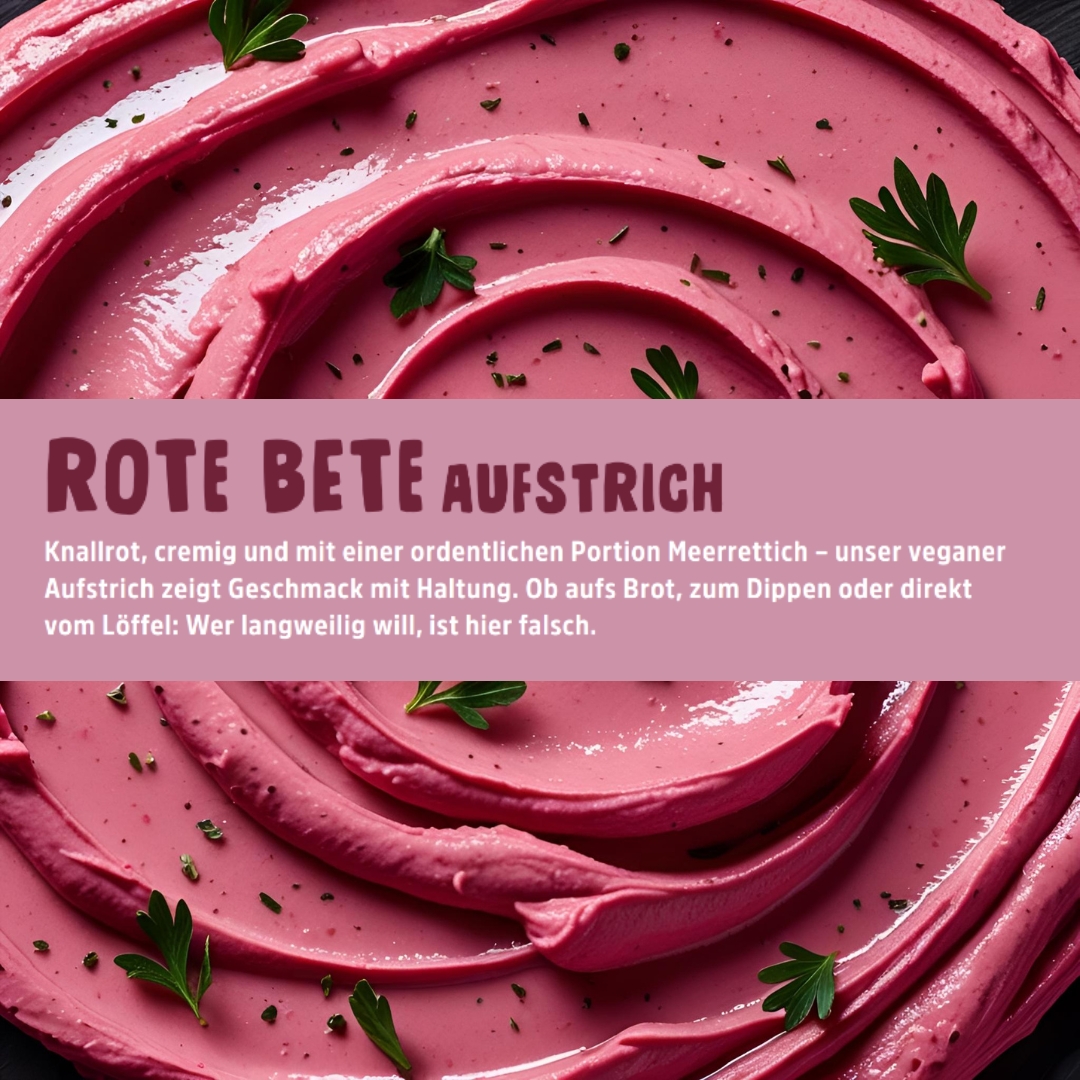 ROTE BETE AUFSTRICH
Knallrot, cremig und mit einer ordentlichen Portion Meerrettich – unser veganer
Aufstrich zeigt Geschmack mit Haltung. Ob aufs Brot, zum Dippen oder direkt
vom Löffel: Wer langweilig will, ist hier falsch.